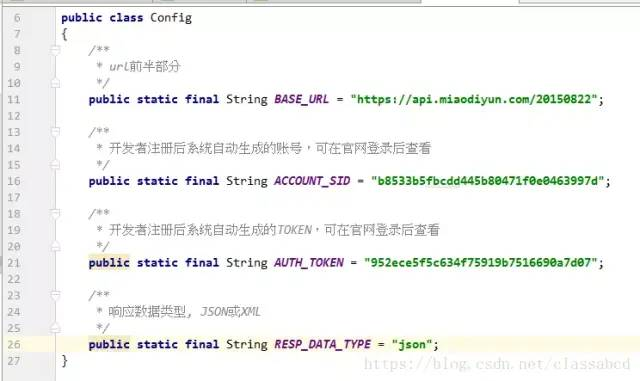 6 public class Config
7 {
8 /**
9 * url前半部分
10 */
11 public static final String BASE_URL = "https://api.miaodiyun.com/20150822";
12
13 /**
14 * 开发者注册后系统自动生成的账号，可在官网登录后查看
15 */
16 public static final String ACCOUNT_SID = "b8533b5fbcdd445b80471f0e0463997d";
17
18 /**
19 * 开发者注册后系统自动生成的TOKEN，可在官网登录后查看
20 */
21 public static final String AUTH_TOKEN = "952ece5f5c634f75919b7516690a7d07";
22
23 /**
24 * 响应数据类型, JSON或XML
25 */
26 public static final String RESP_DATA_TYPE = "json";
27 }
https://blog.csdn.net/classabcd